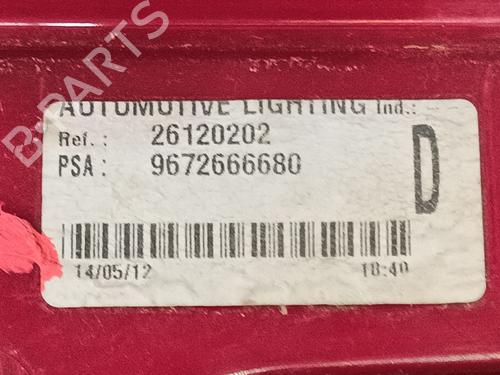 B-PARTS
AUTOMOTIVE LIGHTING Ind.:
Ref. : 26120202
PSA : 9672666680
D
14/05/12 18:40